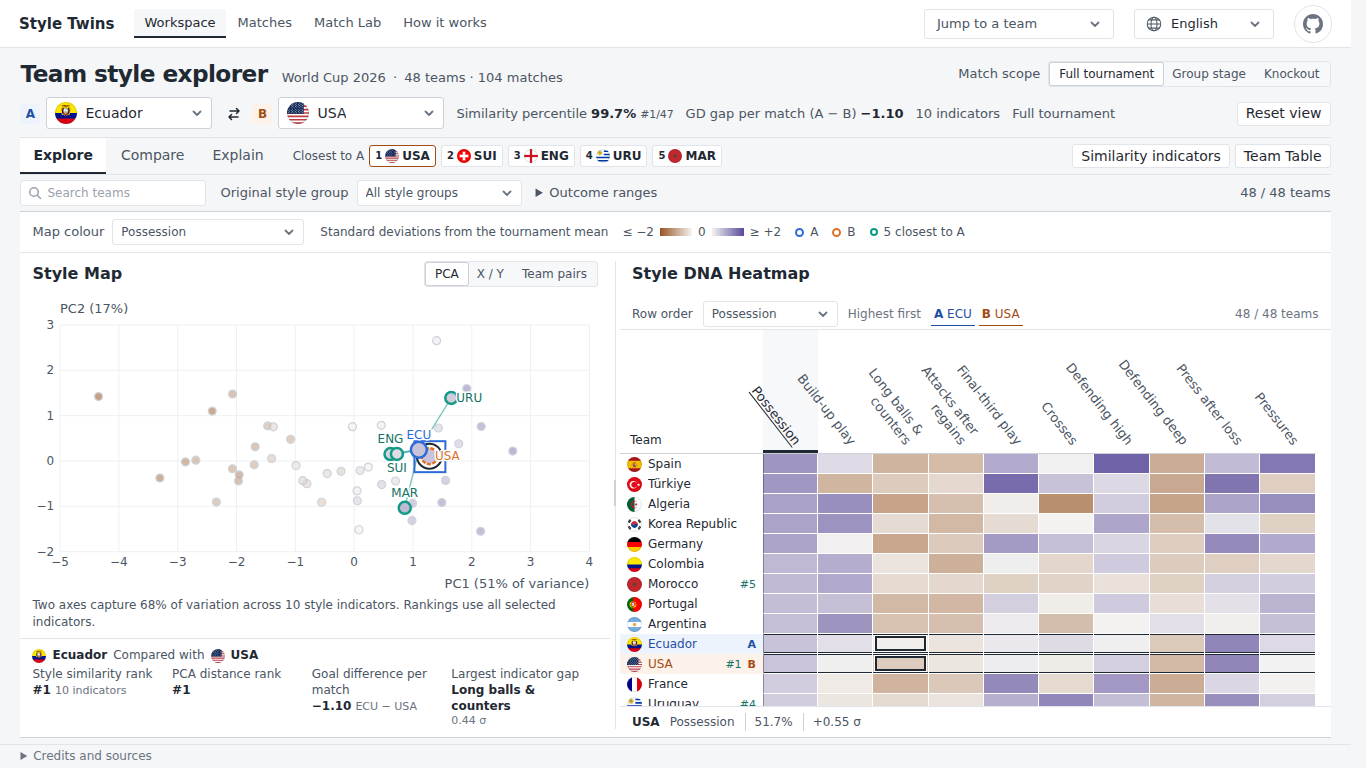 Style Twins
Workspace
Matches
Match Lab
How it works
Jump to a team
English
Team style explorer
World Cup 2026 · 48 teams · 104 matches
Match scope
Full tournament
Group stage
Knockout
A
Ecuador
B
USA
Similarity percentile 99.7% #1/47
GD gap per match (A − B) −1.10
10 indicators
Full tournament
Reset view
Explore
Compare
Explain
Closest to A
1 USA
2 SUI
3 ENG
4 URU
5 MAR
Similarity indicators
Team Table
Search teams
Original style group
All style groups
Outcome ranges
48 / 48 teams
Map colour
Possession
Standard deviations from the tournament mean
≤ −2
0
≥ +2
A
B
5 closest to A
Style Map
PCA
X / Y
Team pairs
PC2 (17%)
3
2
1
0
−1
−2
URU
ENG
ECU
USA
SUI
MAR
−5
−4
−3
−2
−1
0
1
2
3
4
PC1 (51% of variance)
Two axes capture 68% of variation across 10 style indicators. Rankings use all selected
indicators.
Ecuador Compared with USA
Style similarity rank
#1 10 indicators
PCA distance rank
#1
Goal difference per
match
−1.10 ECU − USA
Largest indicator gap
Long balls &
counters
0.44 σ
Style DNA Heatmap
Row order
Possession
Highest first
A ECU
B USA
48 / 48 teams
Team
Possession
Build-up play
Long balls &
counters
Attacks after
regains
Final-third play
Crosses
Defending high
Defending deep
Press after loss
Pressures
Spain
Türkiye
Algeria
Korea Republic
Germany
Colombia
Morocco #5
Portugal
Argentina
Ecuador A
USA #1 B
France
Uruguay #4
USA Possession 51.7% +0.55 σ
Credits and sources